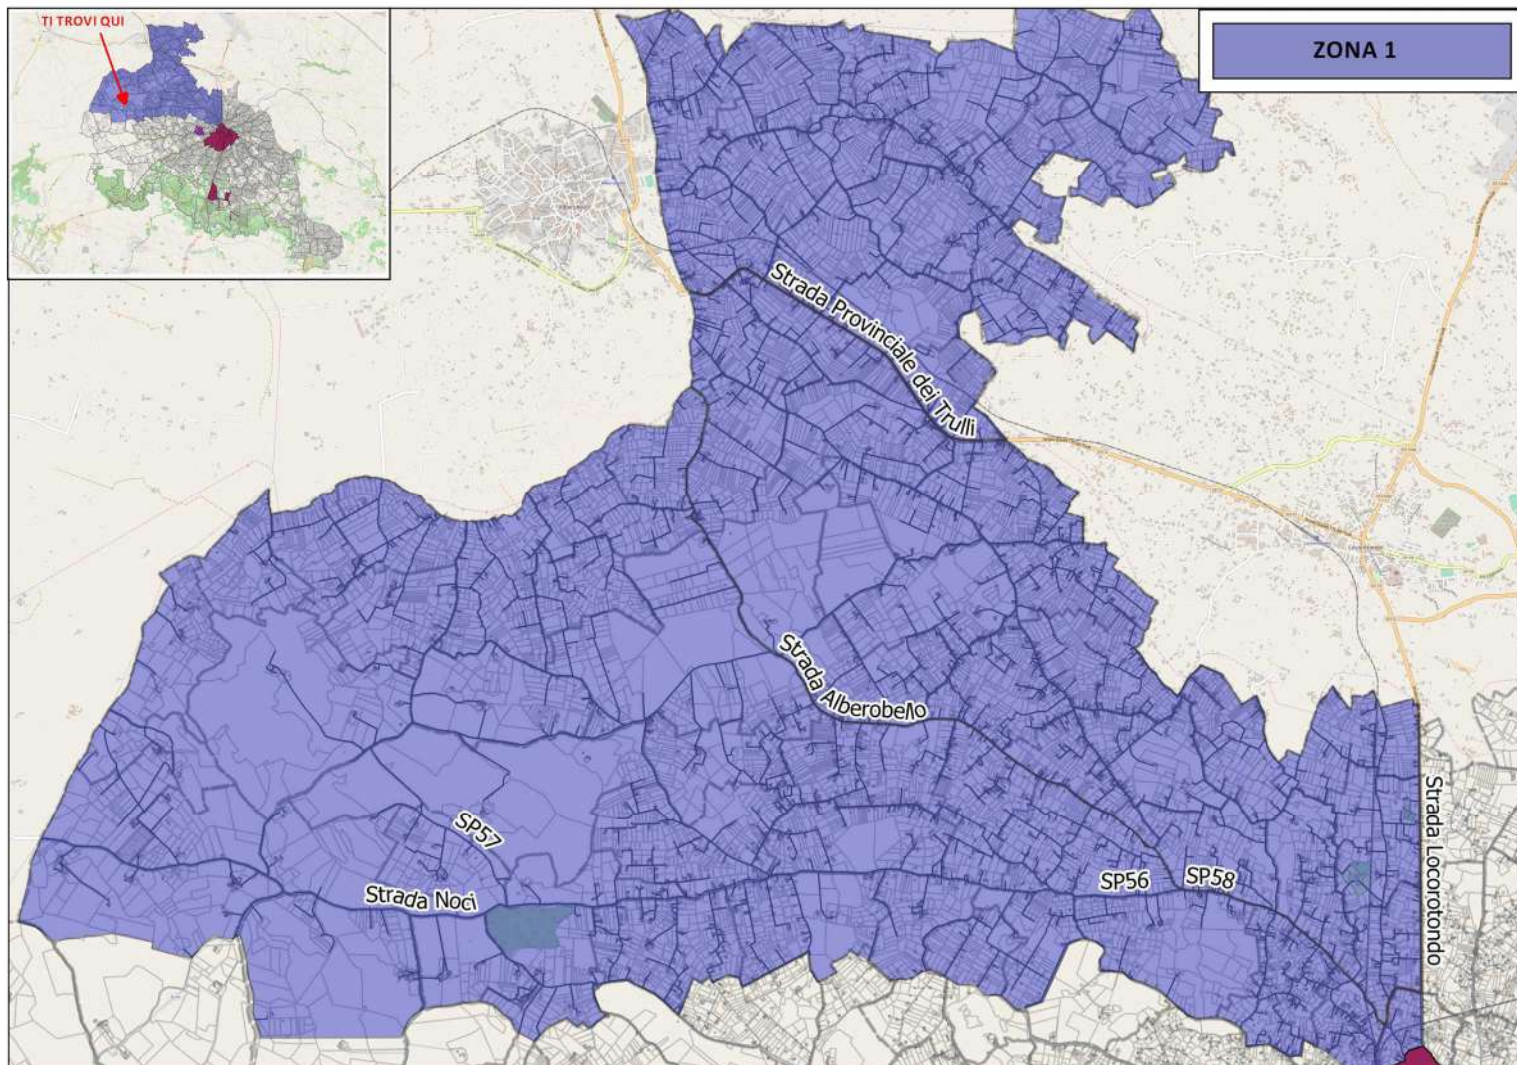 TI TROVI QUI
ZONA 1
Strada Provinciale dei Trulli
Strada Alberobello
SP57
Strada Noci
SP56
SP58
Strada Locorotondo